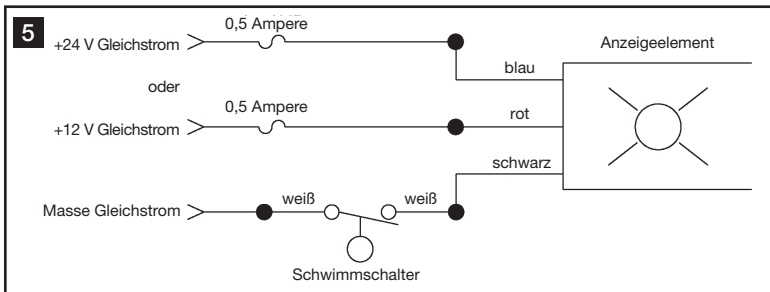 5
0,5 Ampere
+24 V Gleichstrom
Anzeigeelement
blau
oder
0,5 Ampere
rot
+12 V Gleichstrom
schwarz
weiß
weiß
Masse Gleichstrom
Schwimmschalter